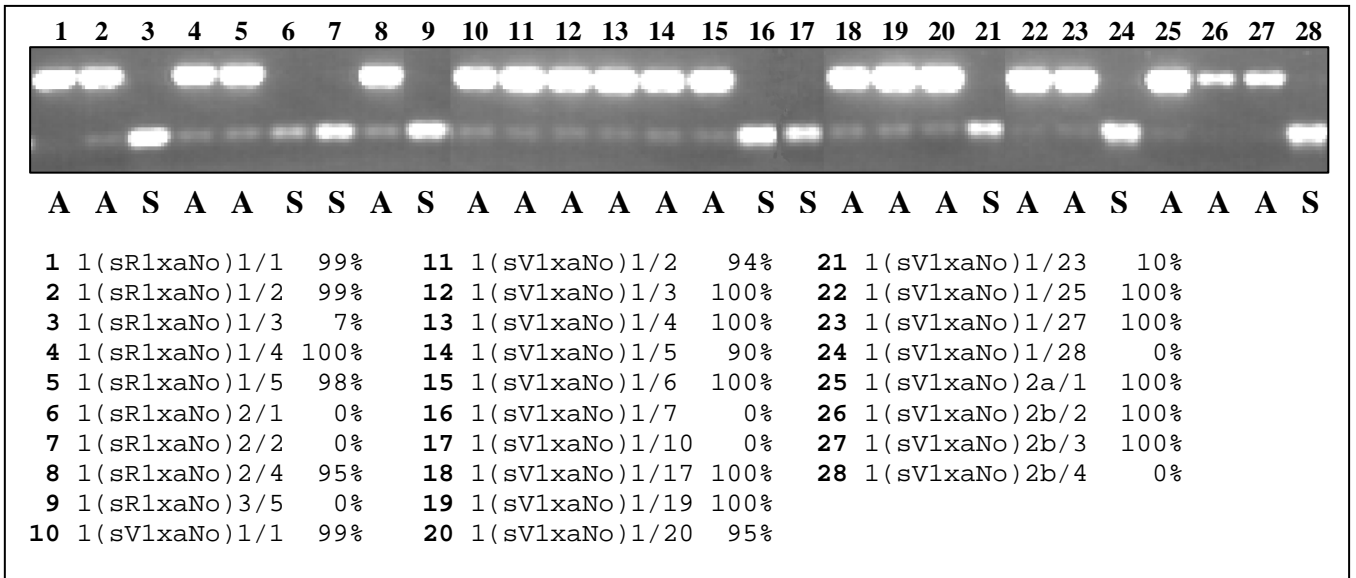 1 2 3 4 5 6 7 8 9 10 11 12 13 14 15 16 17 18 19 20 21 22 23 24 25 26 27 28
A A S A A S S A S A A A A A A S S A A A S A A S A A A S
1 1(sR1xaNo)1/1 99%
2 1(sR1xaNo)1/2 99%
3 1(sR1xaNo)1/3 7%
4 1(sR1xaNo)1/4 100%
5 1(sR1xaNo)1/5 98%
6 1(sR1xaNo)2/1 0%
7 1(sR1xaNo)2/2 0%
8 1(sR1xaNo)2/4 95%
9 1(sR1xaNo)3/5 0%
10 1(sV1xaNo)1/1 99%
11 1(sV1xaNo)1/2 94%
12 1(sV1xaNo)1/3 100%
13 1(sV1xaNo)1/4 100%
14 1(sV1xaNo)1/5 90%
15 1(sV1xaNo)1/6 100%
16 1(sV1xaNo)1/7 0%
17 1(sV1xaNo)1/10 0%
18 1(sV1xaNo)1/17 100%
19 1(sV1xaNo)1/19 100%
20 1(sV1xaNo)1/20 95%
21 1(sV1xaNo)1/23 10%
22 1(sV1xaNo)1/25 100%
23 1(sV1xaNo)1/27 100%
24 1(sV1xaNo)1/28 0%
25 1(sV1xaNo)2a/1 100%
26 1(sV1xaNo)2b/2 100%
27 1(sV1xaNo)2b/3 100%
28 1(sV1xaNo)2b/4 0%